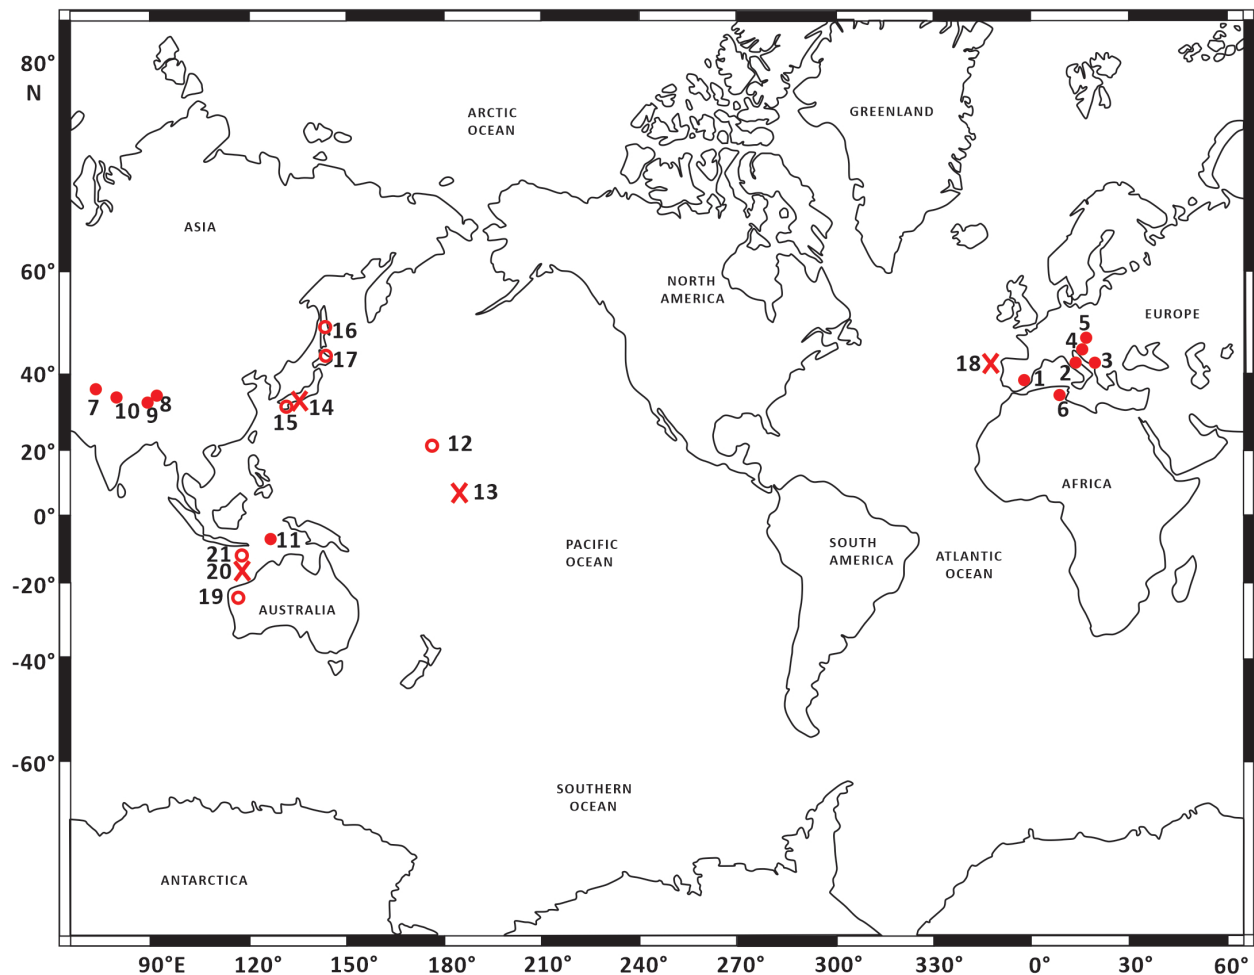 80°
N
ARCTIC
OCEAN
GREENLAND
ASIA
60°
NORTH
AMERICA
EUROPE
5
16
4
18
3
17
2
1
40°
7
10
8
9
14
15
6
12
20°
13
AFRICA
0°
11
21
20
PACIFIC
OCEAN
SOUTH
AMERICA
ATLANTIC
OCEAN
-20°
19
AUSTRALIA
-40°
-60°
SOUTHERN
OCEAN
ANTARCTICA
90°E 120° 150° 180° 210° 240° 270° 300° 330° 0° 30° 60°